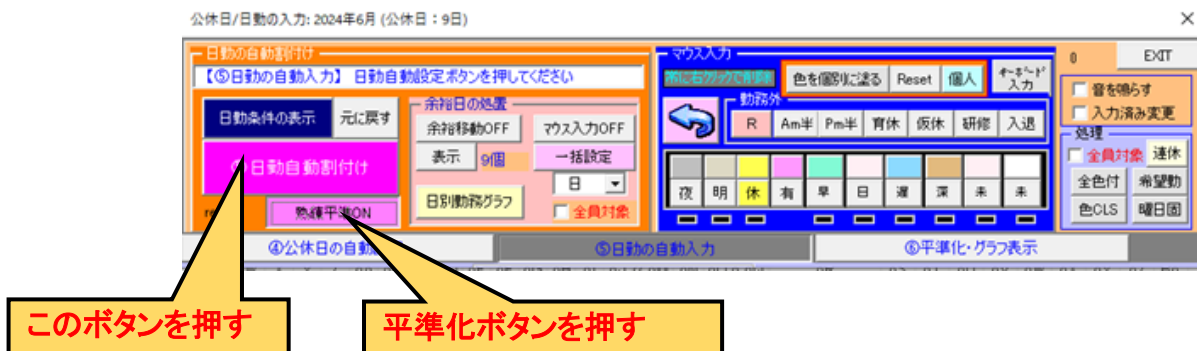 公休日/日勤の入力: 2024年6月 (公休日：9日)
日勤の自動割付け
【⑤日勤の自動入力】 日勤自動設定ボタンを押してください
日勤条件の表示
元に戻す
日勤自動割付け
熟練平準ON
余裕日の処置
余裕移動OFF
マウス入力OFF
表示
9個
一括設定
日
日別勤務グラフ
全員対象
マウス入力
色を個別に塗る
Reset
個人
キーボード
入力
勤務外
R
Am半
Pm半
育休
仮休
研修
入退
夜 明 休 有 早 日 遅 深 未 未
0
EXIT
音を鳴らす
入力済み変更
処理
全員対象
連休
全色付
希望勤
色CLS
曜日固
④公休日の自動
⑤日勤の自動入力
⑥平準化・グラフ表示
このボタンを押す
平準化ボタンを押す